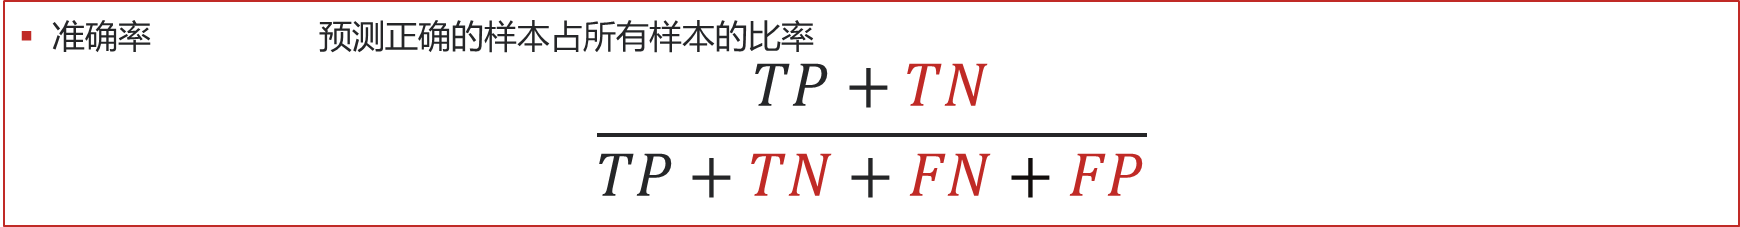 ▪ 准确率 预测正确的样本占所有样本的比率
TP + TN
TP + TN + FN + FP